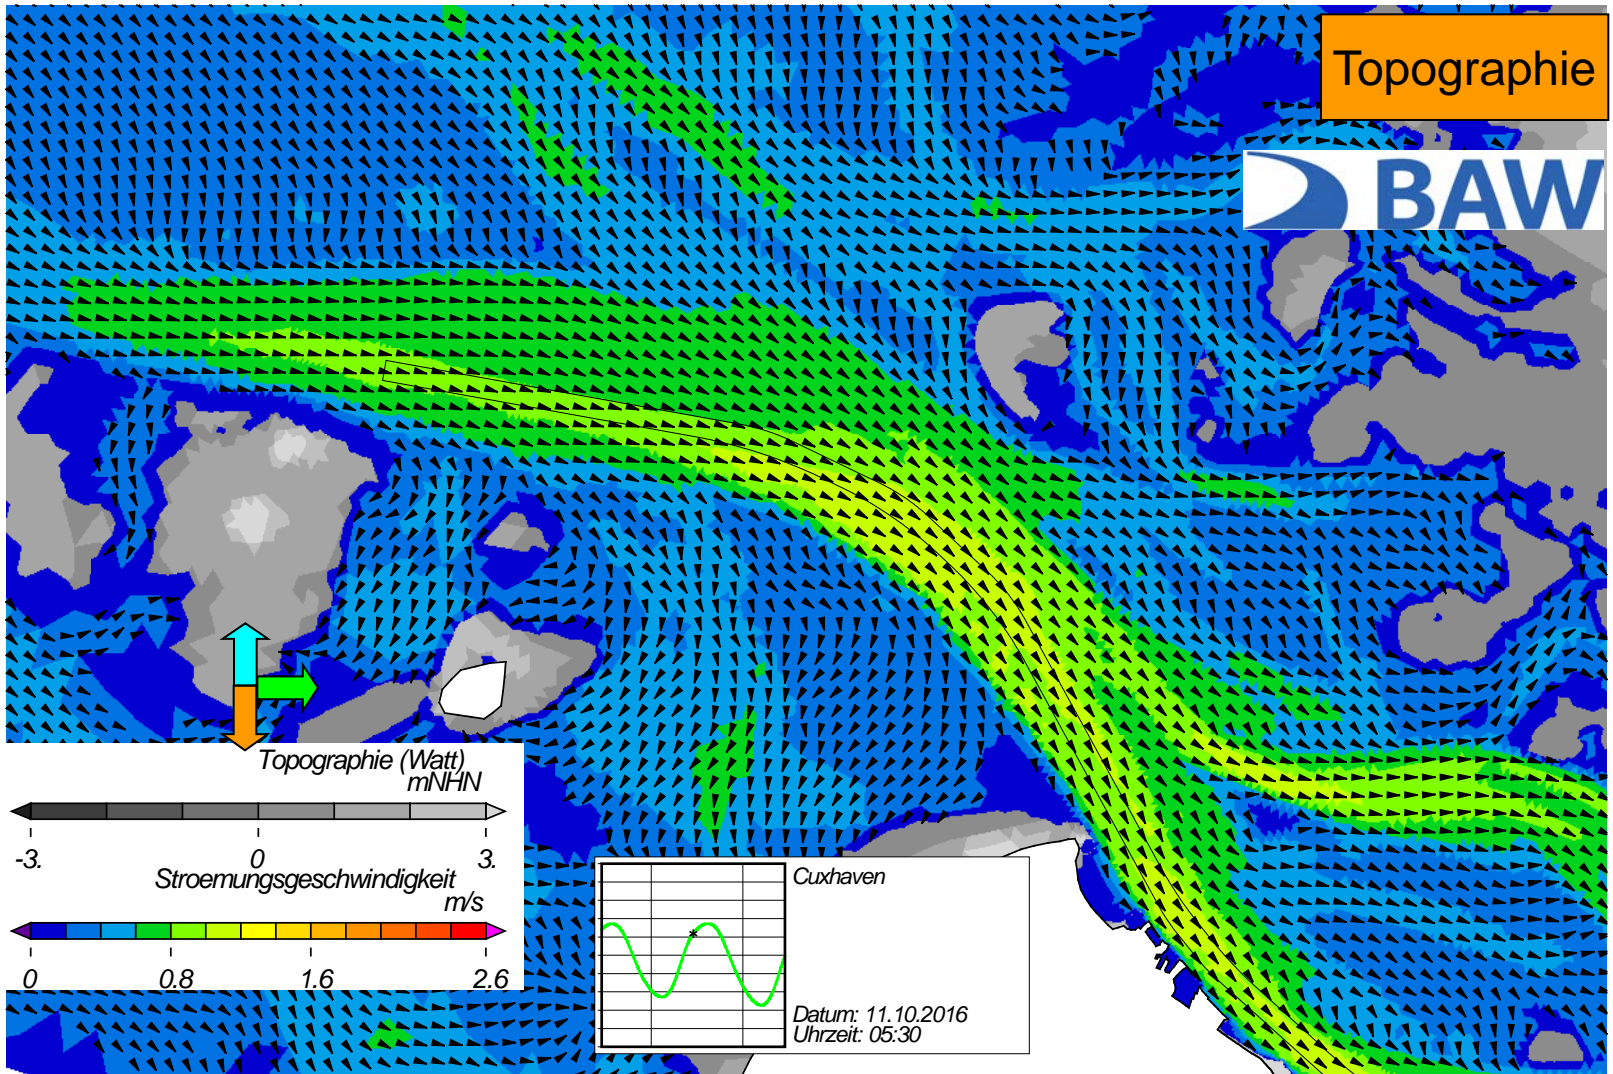 Topographie
BAW
Topographie (Watt)
mNHN
-3. 0 3.
Stroemungsgeschwindigkeit
m/s
0 0.8 1.6 2.6
Cuxhaven
Datum: 11.10.2016
Uhrzeit: 05:30